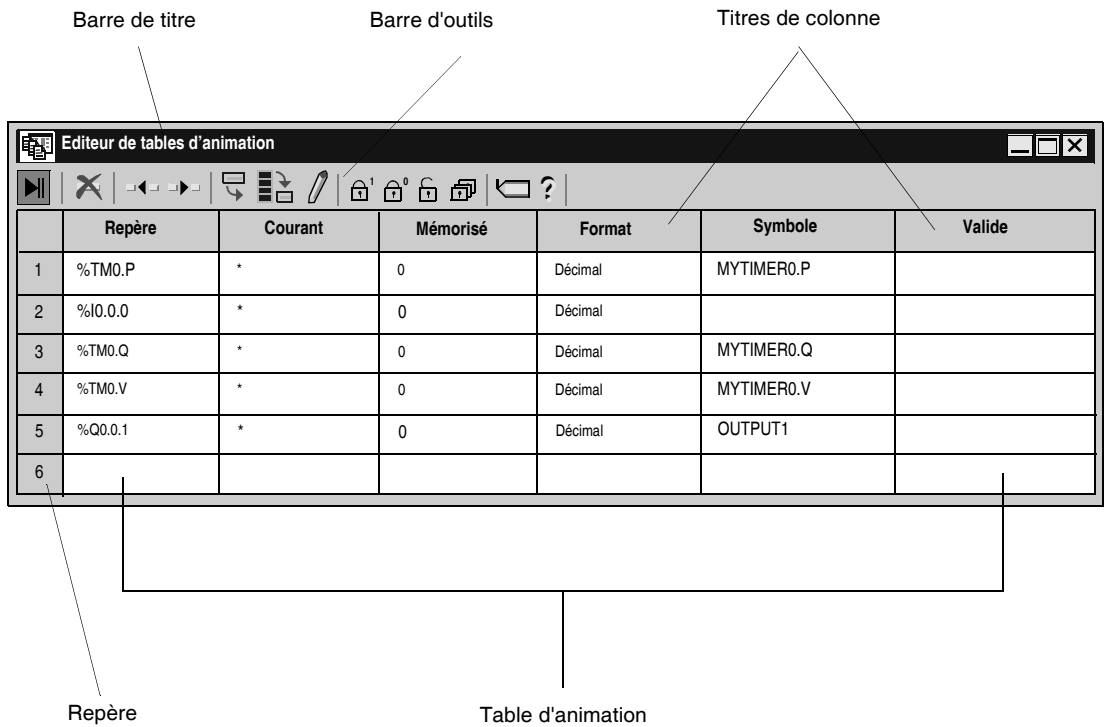 Barre de titre Barre d'outils Titres de colonne
Editeur de tables d'animation
Repère Courant Mémorisé Format Symbole Valide
1 %TM0.P * 0 Décimal MYTIMER0.P
2 %I0.0.0 * 0 Décimal
3 %TM0.Q * 0 Décimal MYTIMER0.Q
4 %TM0.V * 0 Décimal MYTIMER0.V
5 %Q0.0.1 * 0 Décimal OUTPUT1
6
Repère Table d'animation